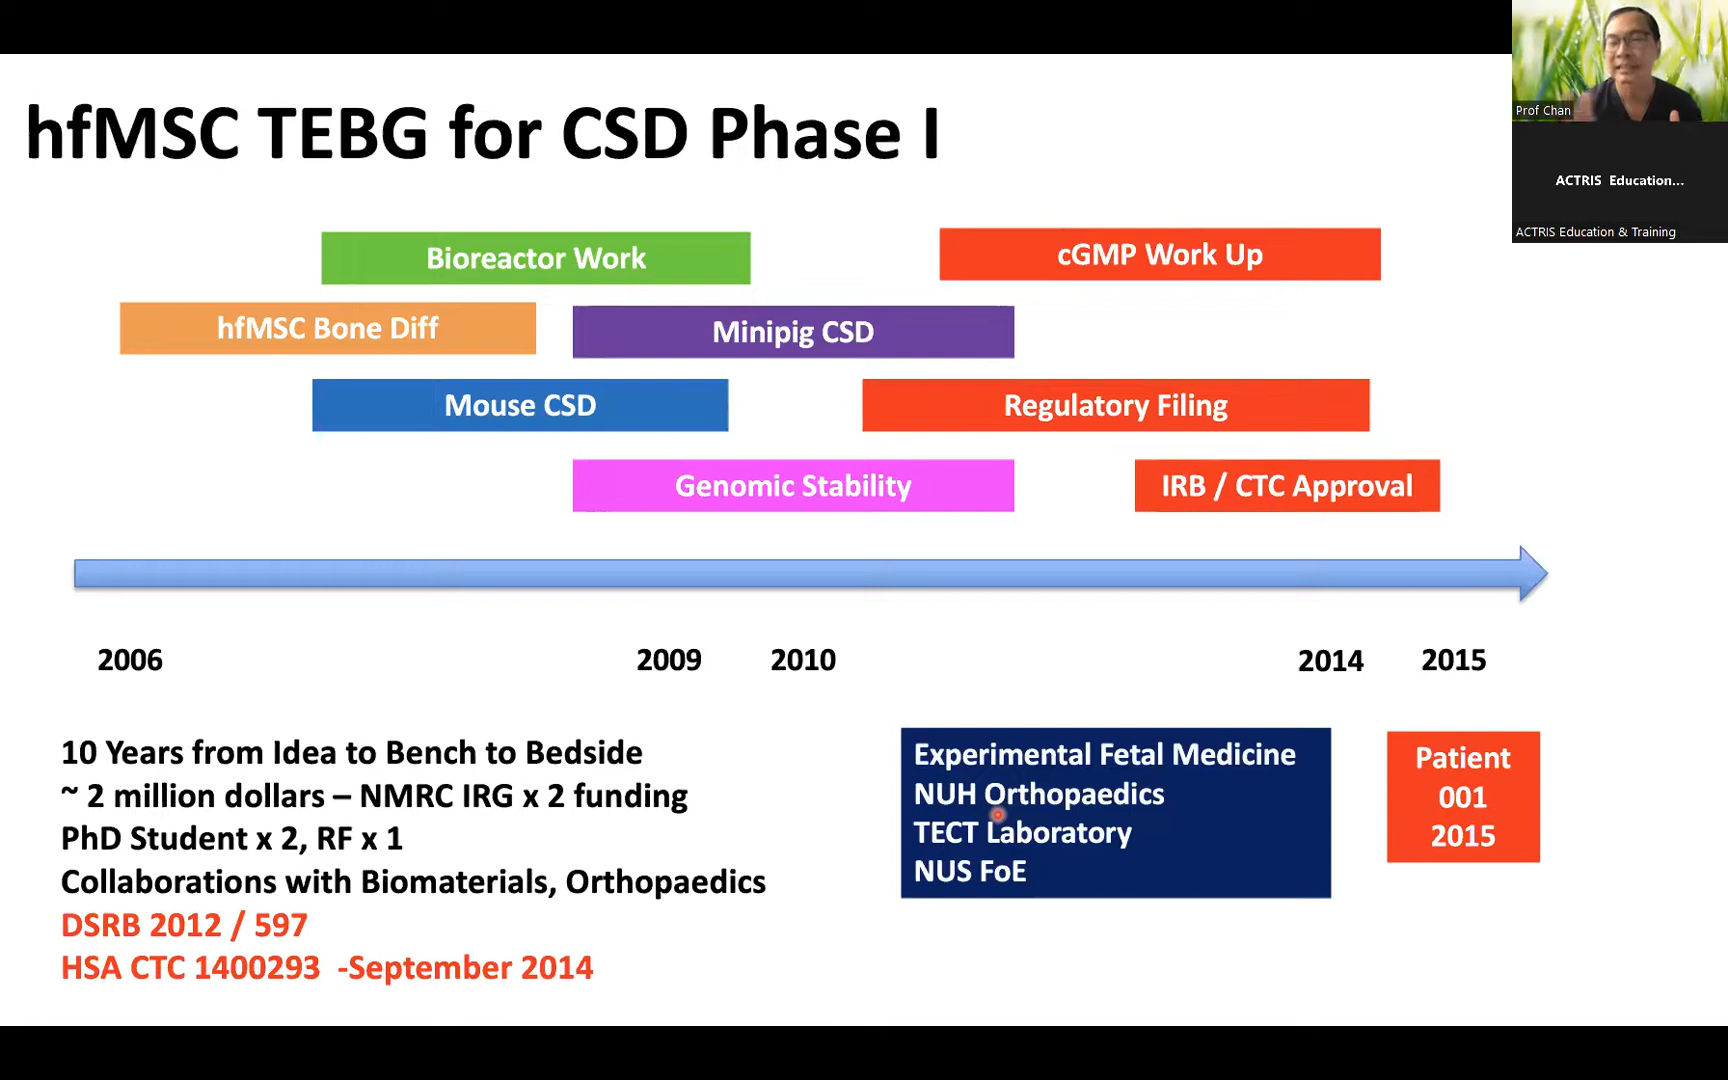 hfMSC TEBG for CSD Phase I
Prof Chan
ACTRIS Education...
ACTRIS Education & Training
Bioreactor Work
cGMP Work Up
hfMSC Bone Diff
Minipig CSD
Mouse CSD
Regulatory Filing
Genomic Stability
IRB / CTC Approval
2006
2009
2010
2014
2015
10 Years from Idea to Bench to Bedside
~ 2 million dollars – NMRC IRG x 2 funding
PhD Student x 2, RF x 1
Collaborations with Biomaterials, Orthopaedics
DSRB 2012 / 597
HSA CTC 1400293 -September 2014
Experimental Fetal Medicine
NUH Orthopaedics
TECT Laboratory
NUS FoE
Patient
001
2015